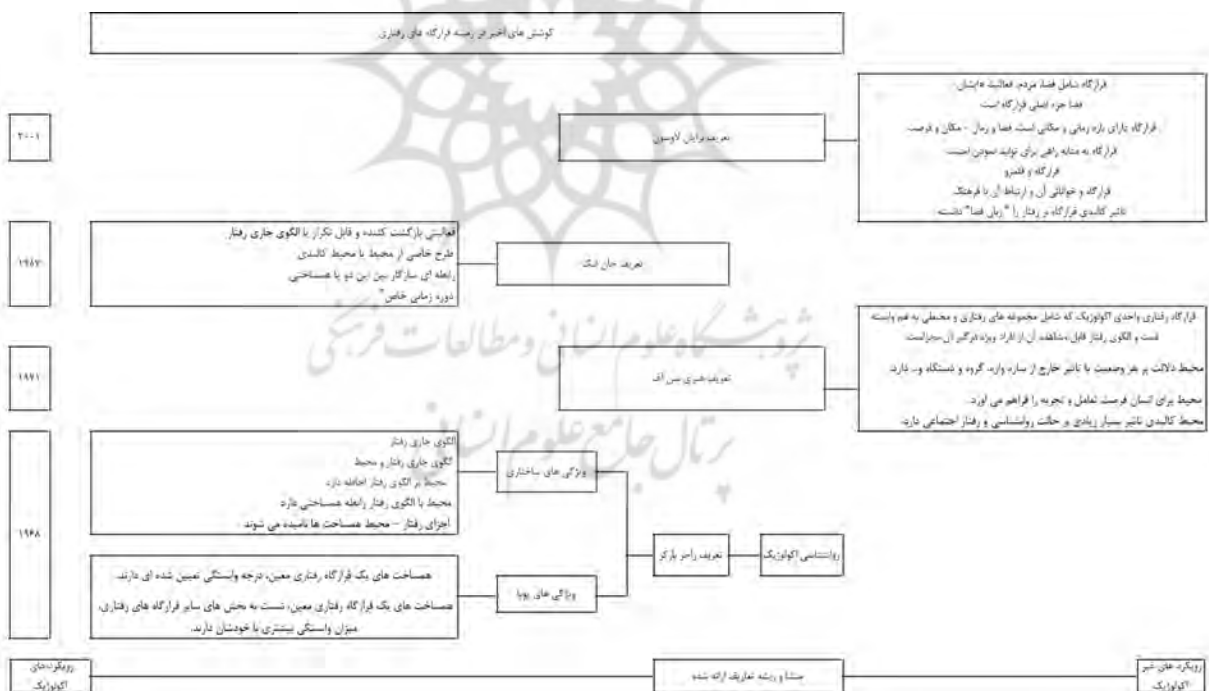 کوشش های اخیر در زمینه قرارگاه های رفتاری
قرارگاه شامل فضا، مردم، فعالیت هایشان
فضا جزء اصلی قرارگاه است
قرارگاه دارای بازه زمانی و مکانی است، فضا و زمان - مکان و فرصت
قرارگاه به مثابه راهی برای تولید نمودن است
قرارگاه و قلمرو
قرارگاه و خوانائی آن و ارتباط آن با فرهنگ
تاثیر کالبدی قرارگاه بر رفتار را "زبان فضا" دانسته
تعریف برایان لاوسون
۲۰۰۱
تعریف جان لنگ
فعالیتی بازگشت کننده و قابل تکرار یا الگوی جاری رفتار
طرح خاصی از محیط یا محیط کالبدی
رابطه ای سازگار بین این دو یا همساختی
دوره زمانی خاص"
۱۹۸۷
قرارگاه رفتاری واحدی اکولوژیک که شامل مجموعه های رفتاری و محیطی به هم وابسته
است و الگوی رفتار قابل مشاهده آن از افراد ویژه درگیر آن مجزاست
محیط دلالت بر هر وضعیت با تاثیر خارج از سازه واره، گروه و دستگاه و.. دارد.
محیط برای انسان فرصت تعامل و تجربه را فراهم می آورد.
محیط کالبدی تاثیر بسیار زیادی بر حالت روانشناسی و رفتار اجتماعی دارد.
تعریف هنری سن آف
۱۹۷۱
روانشناسی اکولوژیک
تعریف راجر بارکر
ویژگی های ساختاری
الگوی جاری رفتار
الگوی جاری رفتار و محیط
محیط بر الگوی رفتار احاطه دارد
محیط با الگوی رفتار رابطه همساختی دارد
اجزای رفتار – محیط همساخت ها نامیده می شوند
ویژگی های پویا
همساخت های یک قرارگاه رفتاری معین، درجه وابستگی تعیین شده ای دارند.
همساخت های یک قرارگاه رفتاری معین، نسبت به بخش های سایر قرارگاه های رفتاری،
میزان وابستگی بیشتری با خودشان دارند.
۱۹۶۸
رویکرد های غیر
اکولوژیک
منشا و ریشه تعاریف ارائه شده
رویکردهای
اکولوژیک
پژوهشگاه علوم انسانی و مطالعات فرهنگی
پرتال جامع علوم انسانی